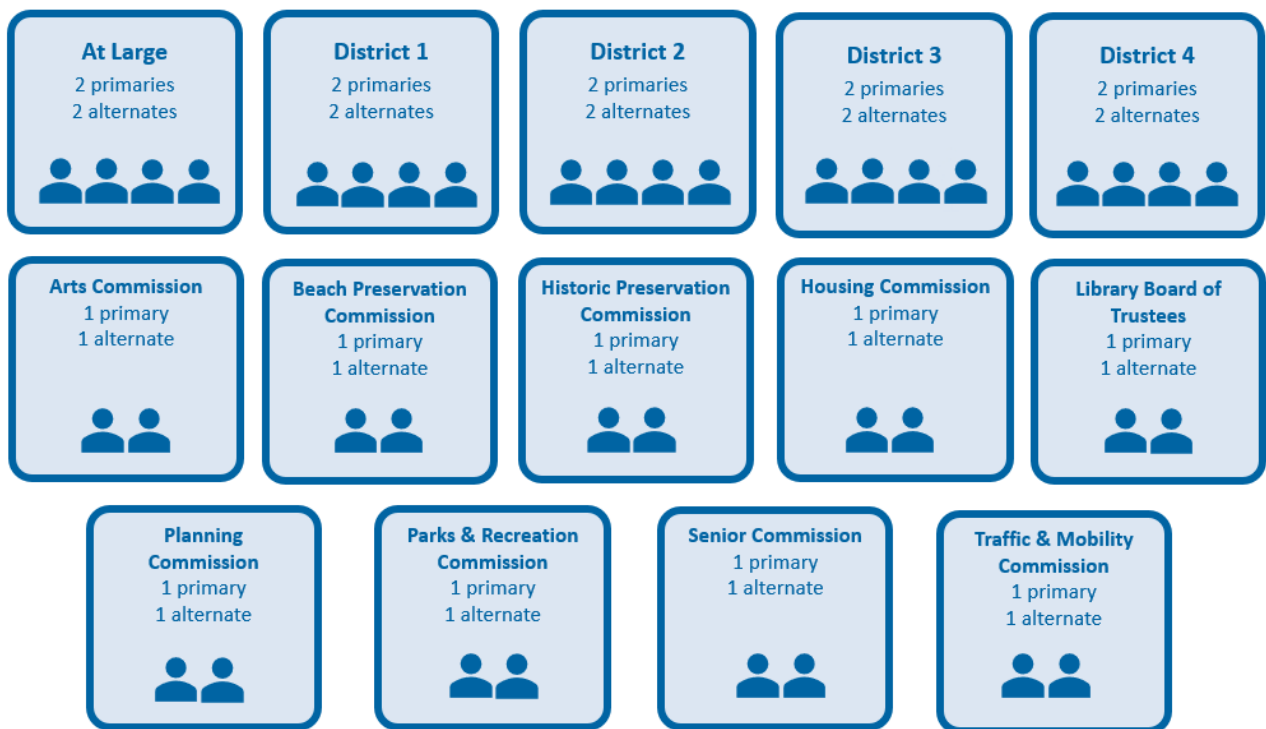 At Large
2 primaries
2 alternates
District 1
2 primaries
2 alternates
District 2
2 primaries
2 alternates
District 3
2 primaries
2 alternates
District 4
2 primaries
2 alternates
Arts Commission
1 primary
1 alternate
Beach Preservation
Commission
1 primary
1 alternate
Historic Preservation
Commission
1 primary
1 alternate
Housing Commission
1 primary
1 alternate
Library Board of
Trustees
1 primary
1 alternate
Planning
Commission
1 primary
1 alternate
Parks & Recreation
Commission
1 primary
1 alternate
Senior Commission
1 primary
1 alternate
Traffic & Mobility
Commission
1 primary
1 alternate